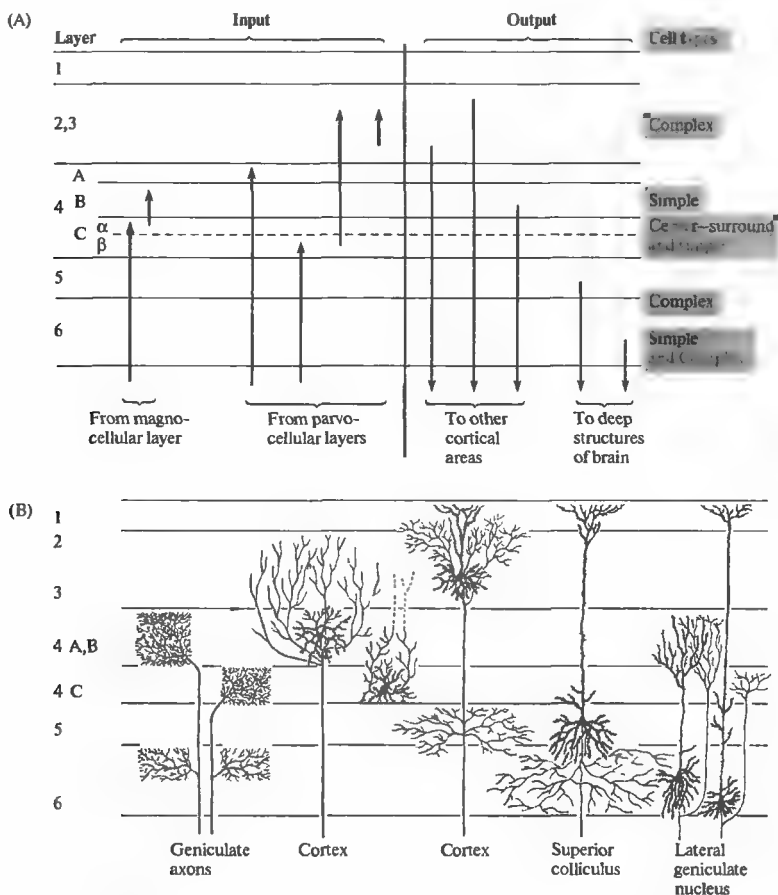 (A)
Input
Output
Layer
Cell types
1
2,3
Complex
A
4
B
Simple
C
α
β
5
Complex
6
Simple
From magno-
cellular layer
From parvo-
cellular layers
To other
cortical
areas
To deep
structures
of brain
(B)
1
2
3
4 A,B
4 C
5
6
Geniculate
axons
Cortex
Cortex
Superior
colliculus
Lateral
geniculate
nucleus